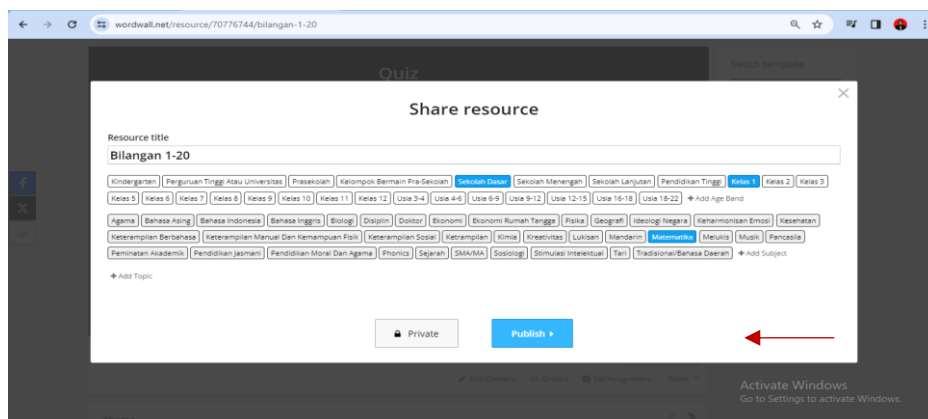 wordwall.net/resource/70776744/bilangan-1-20
Quiz
Switch template
Share resource
Resource title
Bilangan 1-20
Kindergarten Perguruan Tinggi Atau Universitas Prasekolah Kelompok Bermain Pra-Sekolah Sekolah Dasar Sekolah Menengah Sekolah Lanjutan Pendidikan Tinggi Kelas 1 Kelas 2 Kelas 3
Kelas 5 Kelas 6 Kelas 7 Kelas 8 Kelas 9 Kelas 10 Kelas 11 Kelas 12 Usia 3-4 Usia 4-6 Usia 6-9 Usia 9-12 Usia 12-15 Usia 16-18 Usia 18-22 + Add Age Band
Agama Bahasa Asing Bahasa Indonesia Bahasa Inggris Biologi Disiplin Doktor Ekonomi Ekonomi Rumah Tangga Fisika Geografi Ideologi Negara Keharmonisan Emosi Kesehatan
Keterampilan Berbahasa Keterampilan Manual Dan Kemampuan Fisik Keterampilan Sosial Ketrampilan Kimia Kreativitas Lukisan Mandarin Matematika Melukis Musik Pancasila
Peminatan Akademik Pendidikan Jasmani Pendidikan Moral Dan Agama Phonics Sejarah SMA/MA Sosiologi Stimulasi Intelektual Tari Tradisional/Bahasa Daerah + Add Subject
+ Add Topic
Private Publish
Edit Content Embed Set Assignment More
Activate Windows
Go to Settings to activate Windows.